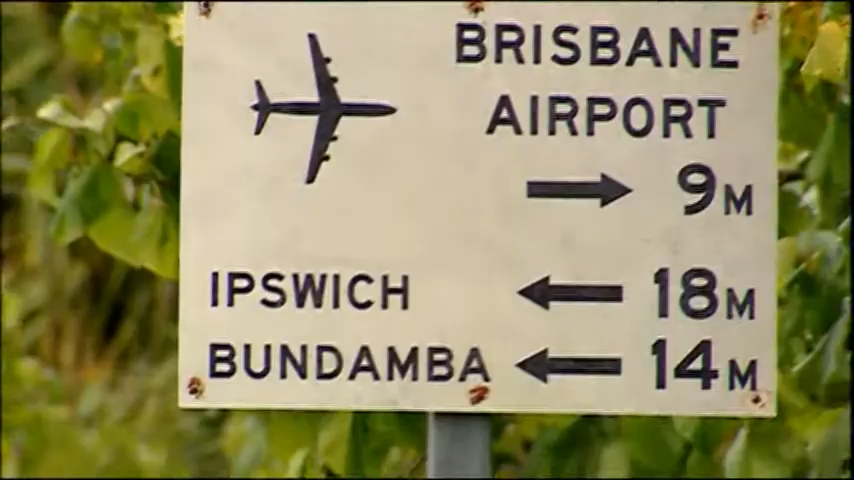 BRISBANE
AIRPORT
9M
IPSWICH 18M
BUNDAMBA 14M